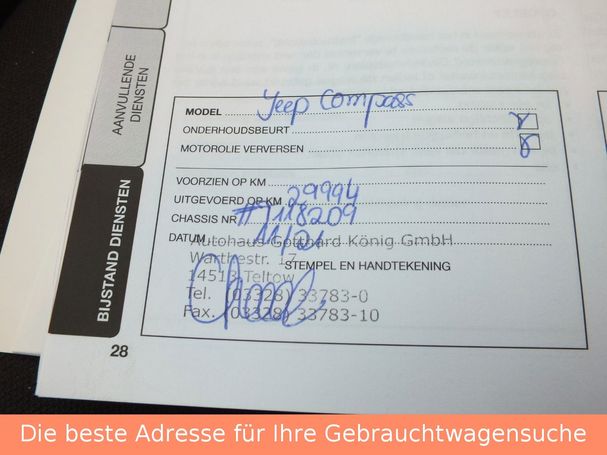 AANVULLENDE
DIENSTEN
BIJSTAND DIENSTEN
MODEL Jeep Compass
ONDERHOUDSBEURT
MOTOROLIE VERVERSEN
VOORZIEN OP KM
UITGEVOERD OP KM 29994
CHASSIS NR #T118209
DATUM 11/21
Autohaus Gotthard König GmbH
Warthestr. 17
STEMPEL EN HANDTEKENING
14513 Teltow
Tel. (03328) 33783-0
Fax. (03328) 33783-10
28
Die beste Adresse für Ihre Gebrauchtwagensuche